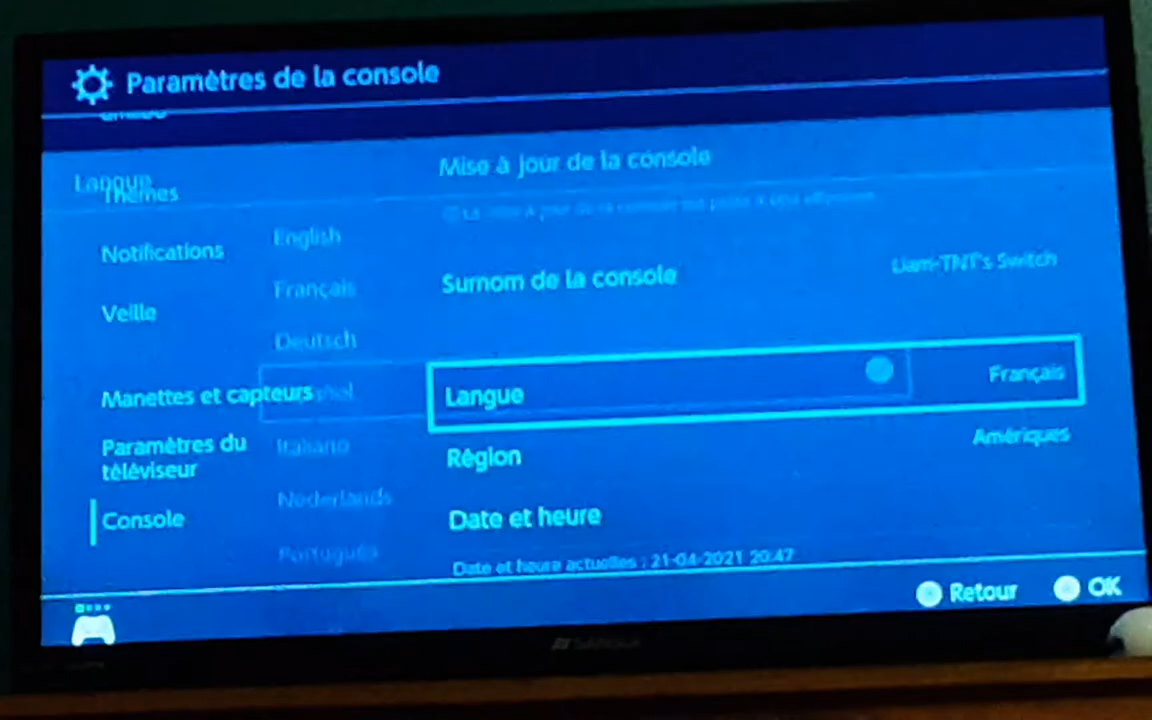 Paramètres de la console
amiibo
Langue
Thèmes
Notifications
Veille
Manettes et capteurs
Paramètres du
téléviseur
Console
English
Français
Deutsch
Italiano
Nederlands
Português
Mise à jour de la console
Surnom de la console
Liam-TNT's Switch
Langue
Français
Région
Amériques
Date et heure
Date et heure actuelles : 21-04-2021 20:47
Retour
OK